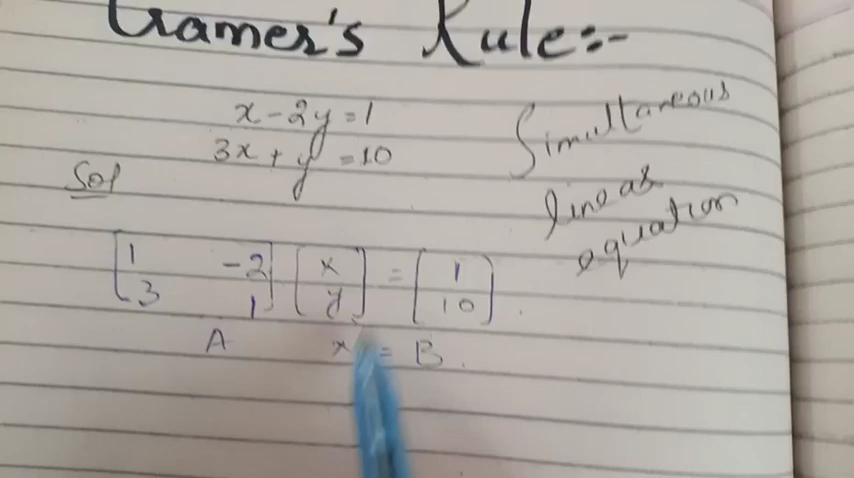 Cramer's Rule:-
x - 2y = 1
3x + y = 10
Simultaneous
linear
equation
Sol
[1 -2] [x] = [1]
[3 1] [y] [10] .
A x = B .